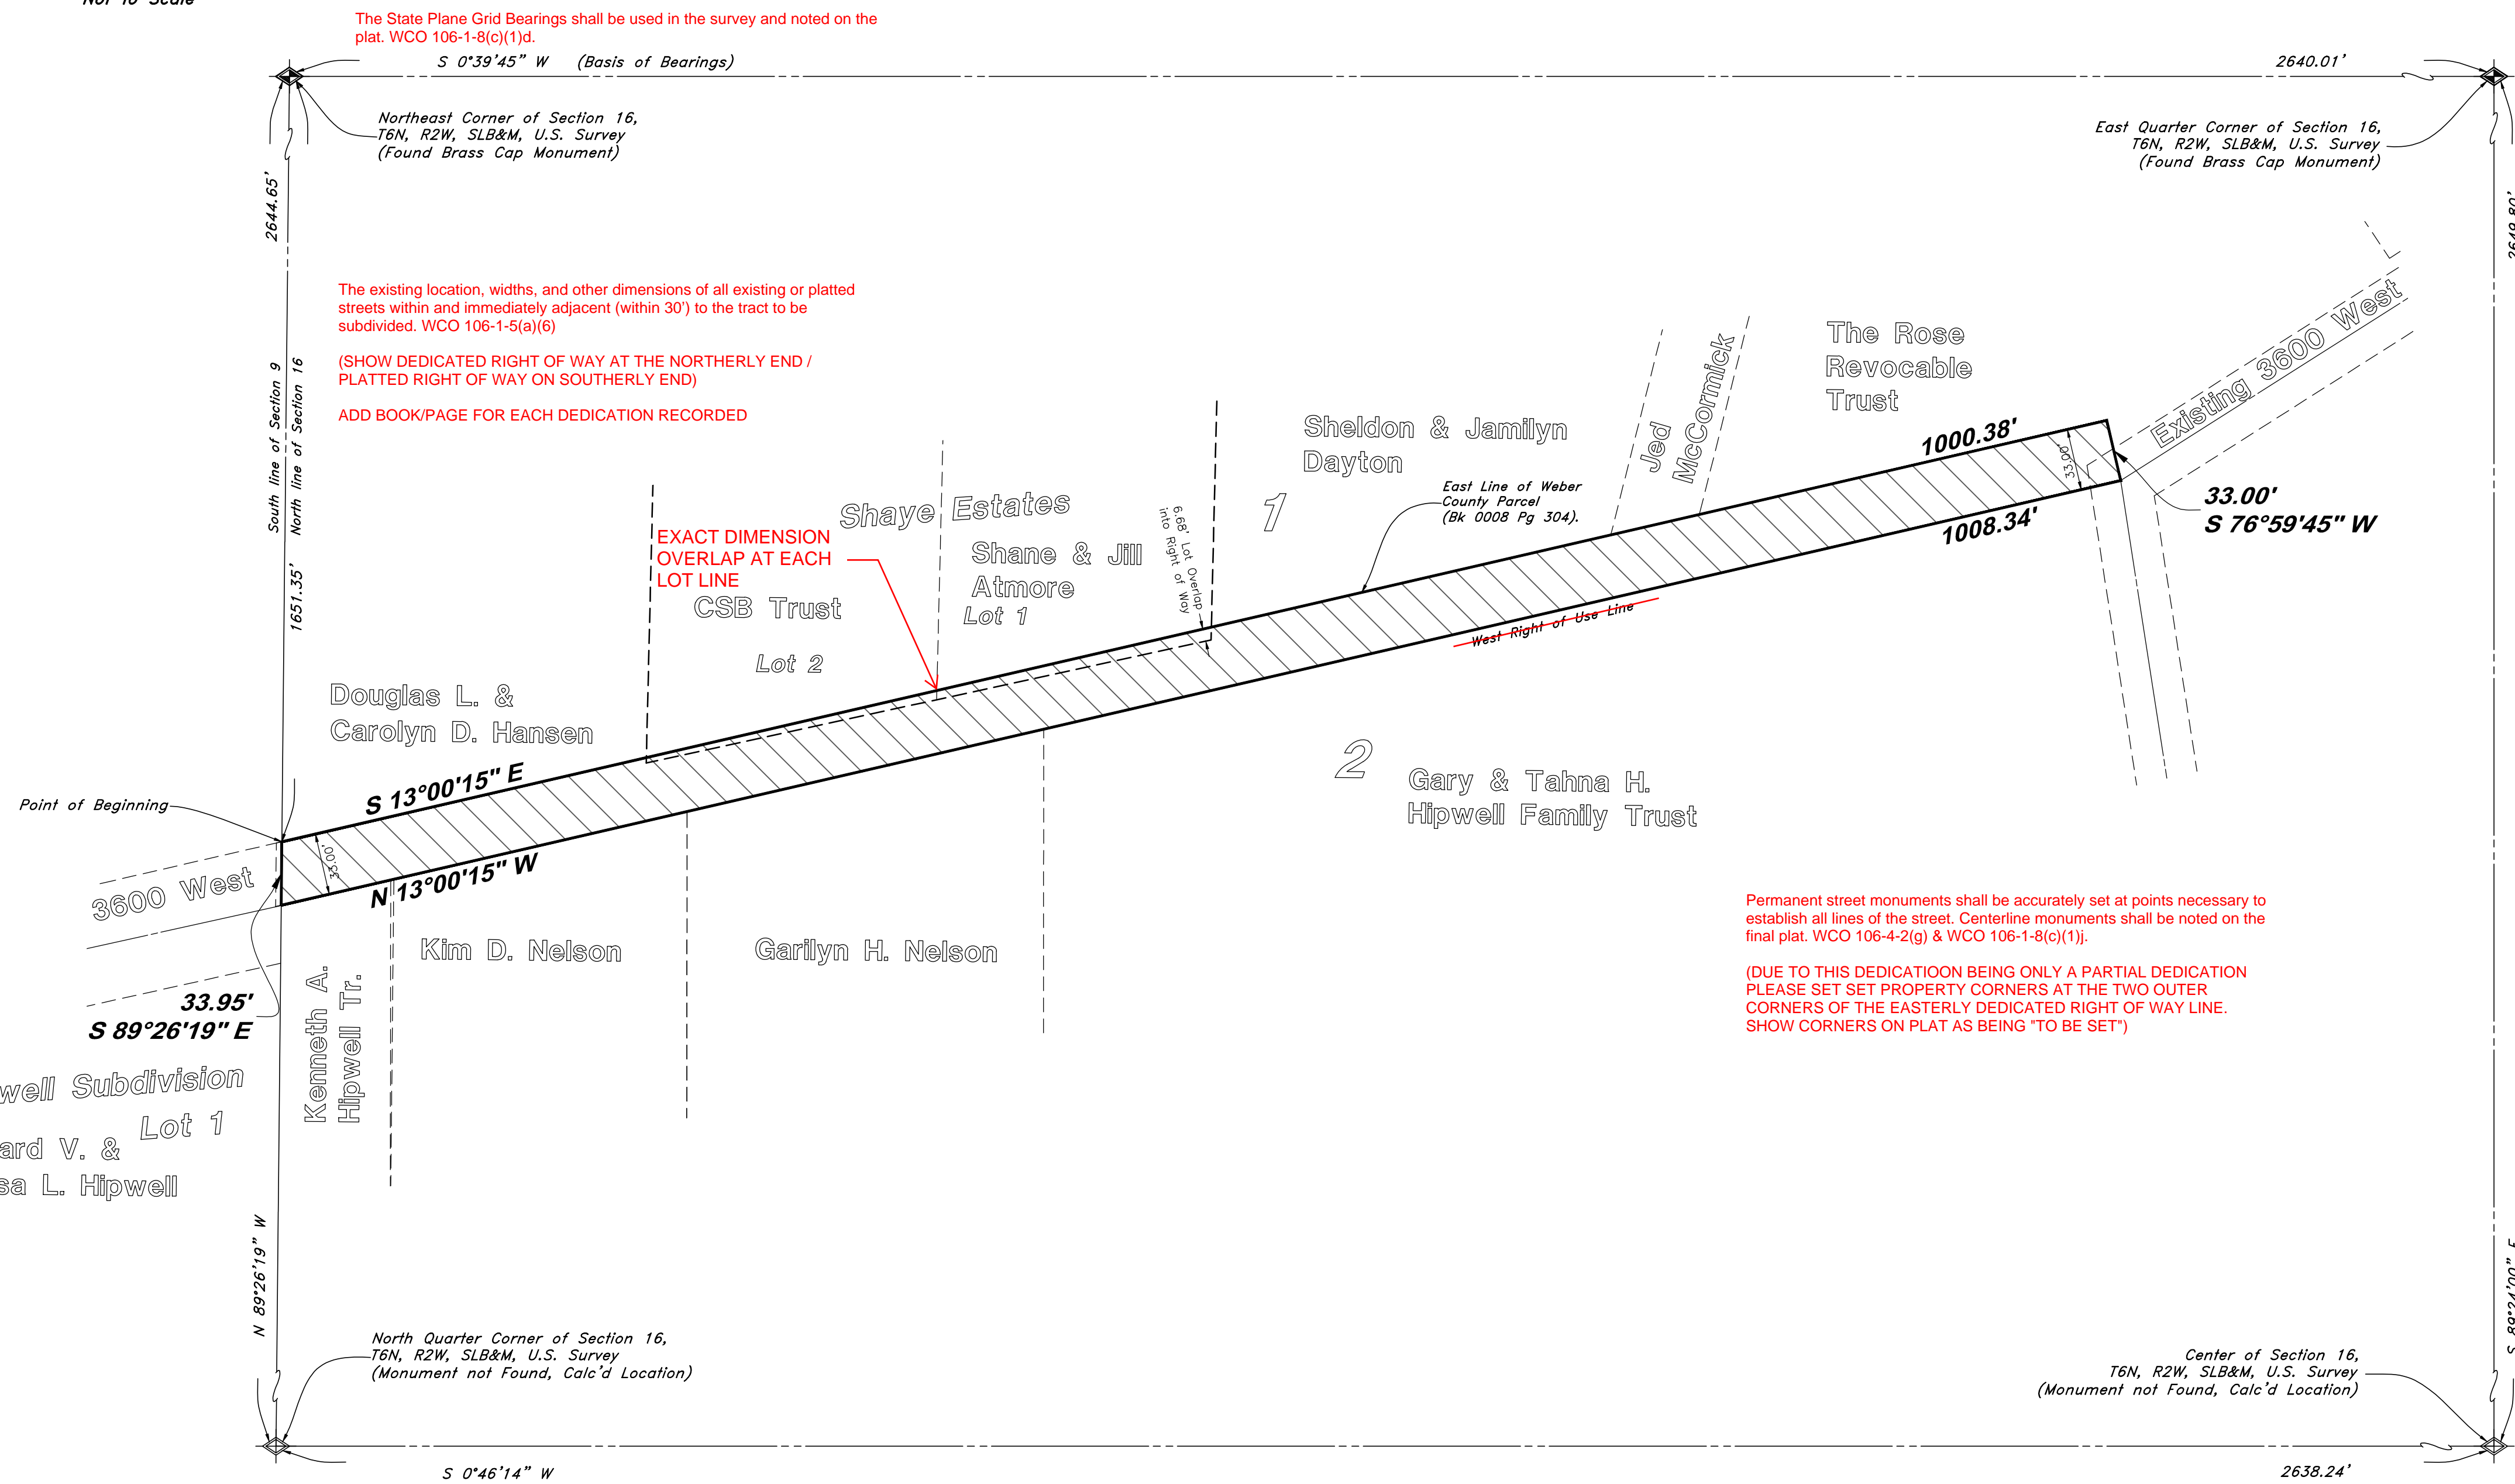 Not to Scale
The State Plane Grid Bearings shall be used in the survey and noted on the
plat. WCO 106-1-8(c)(1)d.
S 0°39'45" W (Basis of Bearings)
2640.01'
Northeast Corner of Section 16,
T6N, R2W, SLB&M, U.S. Survey
(Found Brass Cap Monument)
East Quarter Corner of Section 16,
T6N, R2W, SLB&M, U.S. Survey
(Found Brass Cap Monument)
2644.65'
2649.80'
The existing location, widths, and other dimensions of all existing or platted
streets within and immediately adjacent (within 30') to the tract to be
subdivided. WCO 106-1-5(a)(6)
(SHOW DEDICATED RIGHT OF WAY AT THE NORTHERLY END /
PLATTED RIGHT OF WAY ON SOUTHERLY END)
ADD BOOK/PAGE FOR EACH DEDICATION RECORDED
South line of Section 9
North line of Section 16
1651.35'
The Rose
Revocable
Trust
Existing 3600 West
Jed
McCormick
Sheldon & Jamilyn
Dayton
1
East Line of Weber
County Parcel
(Bk 0008 Pg 304).
1000.38'
33.00'
33.00'
S 76°59'45" W
1008.34'
Shaye Estates
EXACT DIMENSION
OVERLAP AT EACH
LOT LINE
Shane & Jill
Atmore
Lot 1
6.68' Lot Overlap
into Right of Way
CSB Trust
Lot 2
West Right of Use Line
Douglas L. &
Carolyn D. Hansen
2
Gary & Tahna H.
Hipwell Family Trust
Point of Beginning
S 13°00'15" E
33.00'
N 13°00'15" W
3600 West
Kim D. Nelson
Garilyn H. Nelson
Kenneth A.
Hipwell Tr.
33.95'
S 89°26'19" E
Permanent street monuments shall be accurately set at points necessary to
establish all lines of the street. Centerline monuments shall be noted on the
final plat. WCO 106-4-2(g) & WCO 106-1-8(c)(1)j.
(DUE TO THIS DEDICATIOON BEING ONLY A PARTIAL DEDICATION
PLEASE SET SET PROPERTY CORNERS AT THE TWO OUTER
CORNERS OF THE EASTERLY DEDICATED RIGHT OF WAY LINE.
SHOW CORNERS ON PLAT AS BEING "TO BE SET")
well Subdivision
Lot 1
ard V. &
sa L. Hipwell
N 89°26'19" W
S 89°24'00" E
North Quarter Corner of Section 16,
T6N, R2W, SLB&M, U.S. Survey
(Monument not Found, Calc'd Location)
Center of Section 16,
T6N, R2W, SLB&M, U.S. Survey
(Monument not Found, Calc'd Location)
S 0°46'14" W
2638.24'